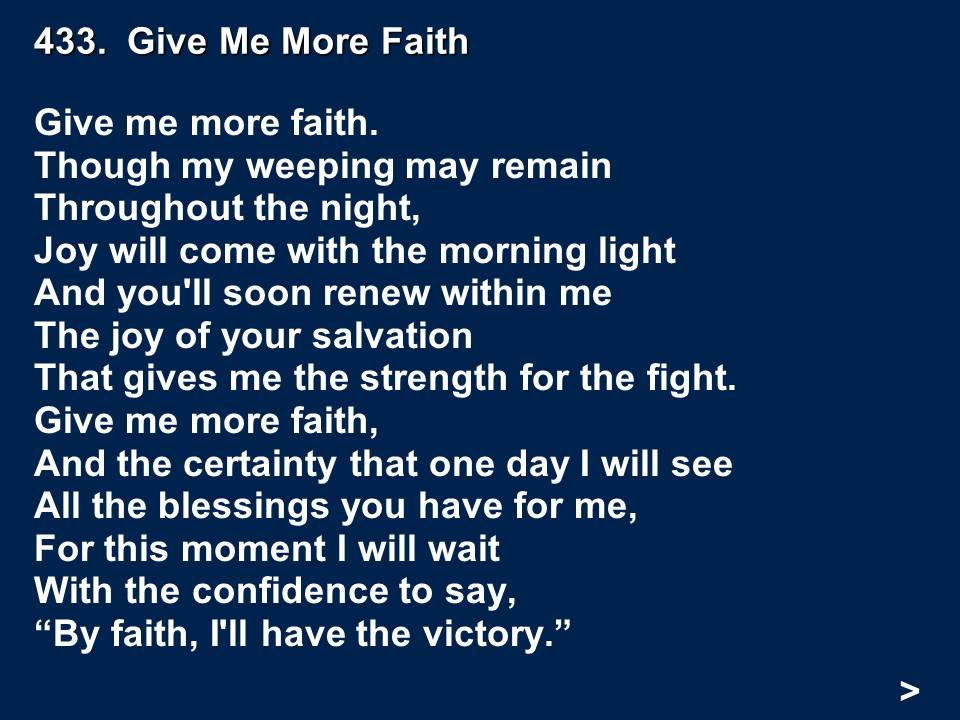 433.  Give Me More Faith
Give me more faith.
Though my weeping may remain
Throughout the night,
Joy will come with the morning light
And you'll soon renew within me
The joy of your salvation
That gives me the strength for the fight.
Give me more faith,
And the certainty that one day I will see
All the blessings you have for me,
For this moment I will wait
With the confidence to say,
“By faith, I'll have the victory.”
>